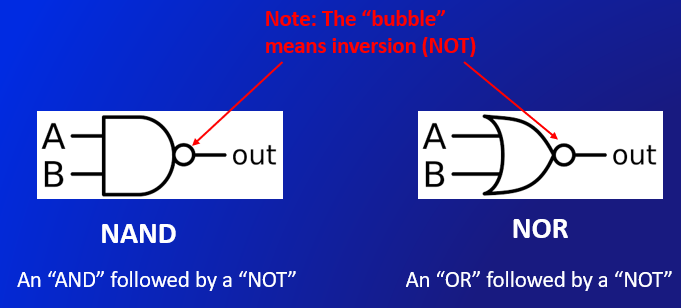 Note: The “bubble”
means inversion (NOT)
A
B
out
A
B
out
NAND
NOR
An “AND” followed by a “NOT”
An “OR” followed by a “NOT”